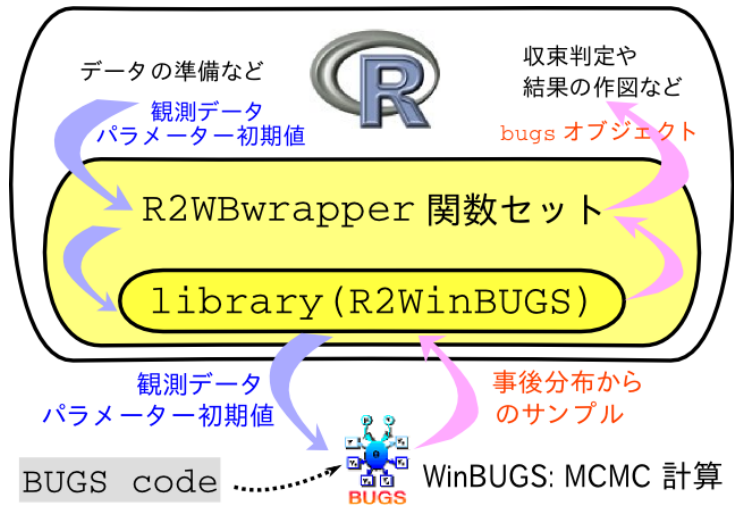 データの準備など
観測データ
パラメーター初期値
R
収束判定や
結果の作図など
bugs オブジェクト
R2WBwrapper 関数セット
library(R2WinBUGS)
観測データ
パラメーター初期値
事後分布から
のサンプル
BUGS code
BUGS
WinBUGS: MCMC 計算